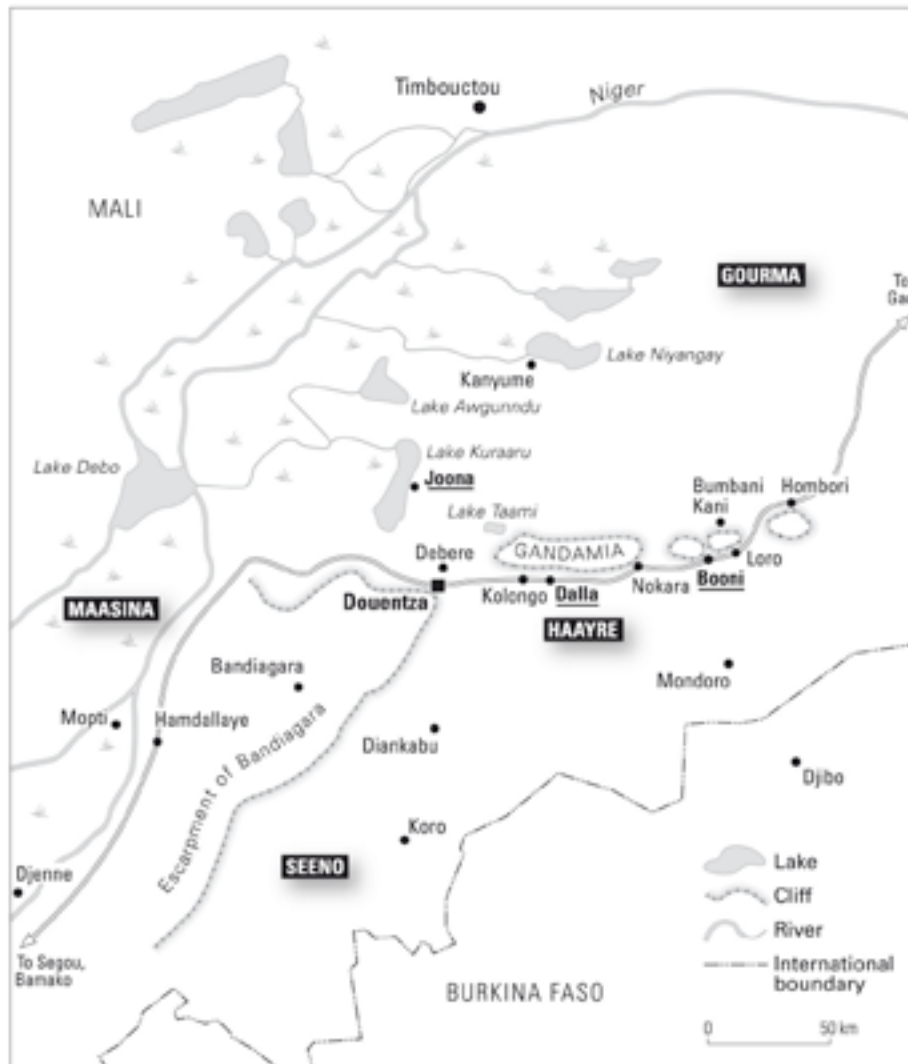 Timbouctou
Niger
MALI
GOURMA
To
Lake Niyangay
Kanyume
Lake Awgunndu
Lake Debo
Lake Kuraaru
Joona
Bumbani
Kani
Hombori
Lake Taami
Debere
GANDAMIA
Loro
Douentza
Kolongo
Dalla
Nokara
Booni
MAASINA
HAAYRE
Bandiagara
Mondoro
Mopti
Hamdallaye
Escarpment of Bandiagara
Diankabu
Djibo
Koro
SEENO
Djenne
Lake
Cliff
River
International
boundary
To Segou,
Bamako
BURKINA FASO
0 50 km